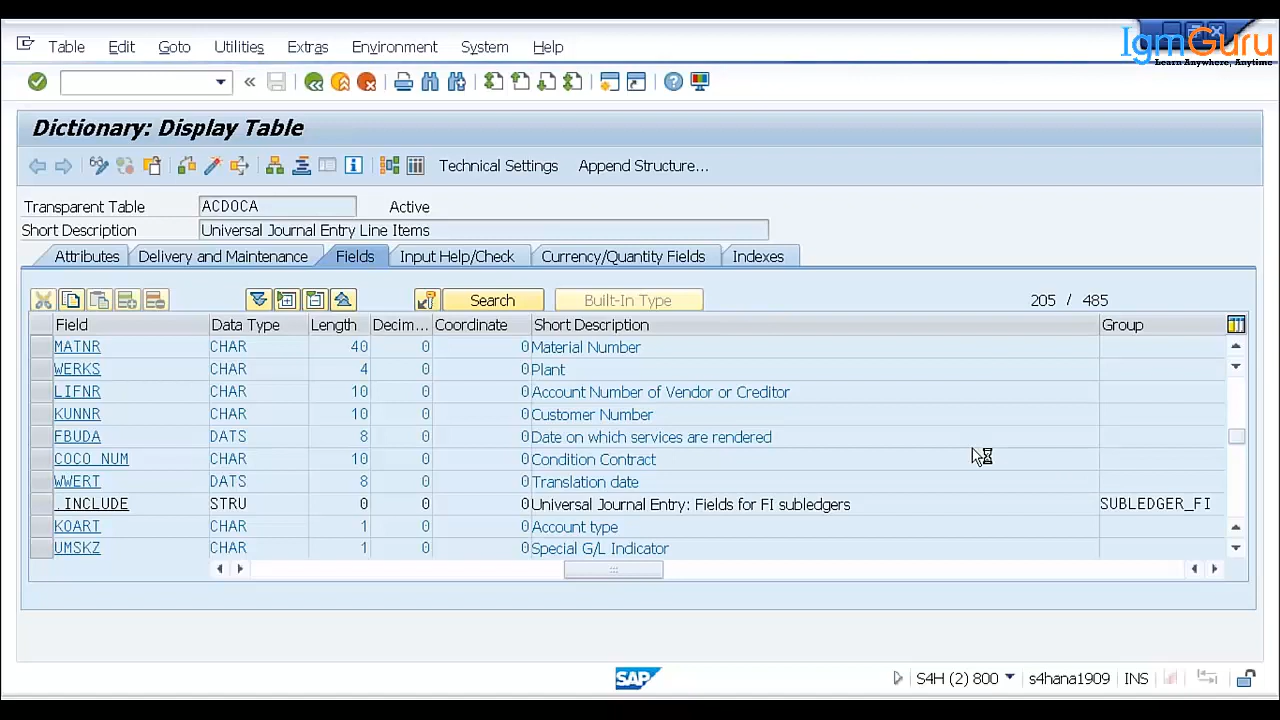 Table Edit Goto Utilities Extras Environment System Help
IgmGuru
Learn Anywhere, Anytime
Dictionary: Display Table
Technical Settings Append Structure...
Transparent Table ACDOCA Active
Short Description Universal Journal Entry Line Items
Attributes Delivery and Maintenance Fields Input Help/Check Currency/Quantity Fields Indexes
Search Built-In Type 205 / 485
Field Data Type Length Decim... Coordinate Short Description Group
MATNR CHAR 40 0 0 Material Number
WERKS CHAR 4 0 0 Plant
LIFNR CHAR 10 0 0 Account Number of Vendor or Creditor
KUNNR CHAR 10 0 0 Customer Number
FBUDA DATS 8 0 0 Date on which services are rendered
COCO_NUM CHAR 10 0 0 Condition Contract
WWERT DATS 8 0 0 Translation date
.INCLUDE STRU 0 0 0 Universal Journal Entry: Fields for FI subledgers SUBLEDGER_FI
KOART CHAR 1 0 0 Account type
UMSKZ CHAR 1 0 0 Special G/L Indicator
SAP S4H (2) 800 s4hana1909 INS